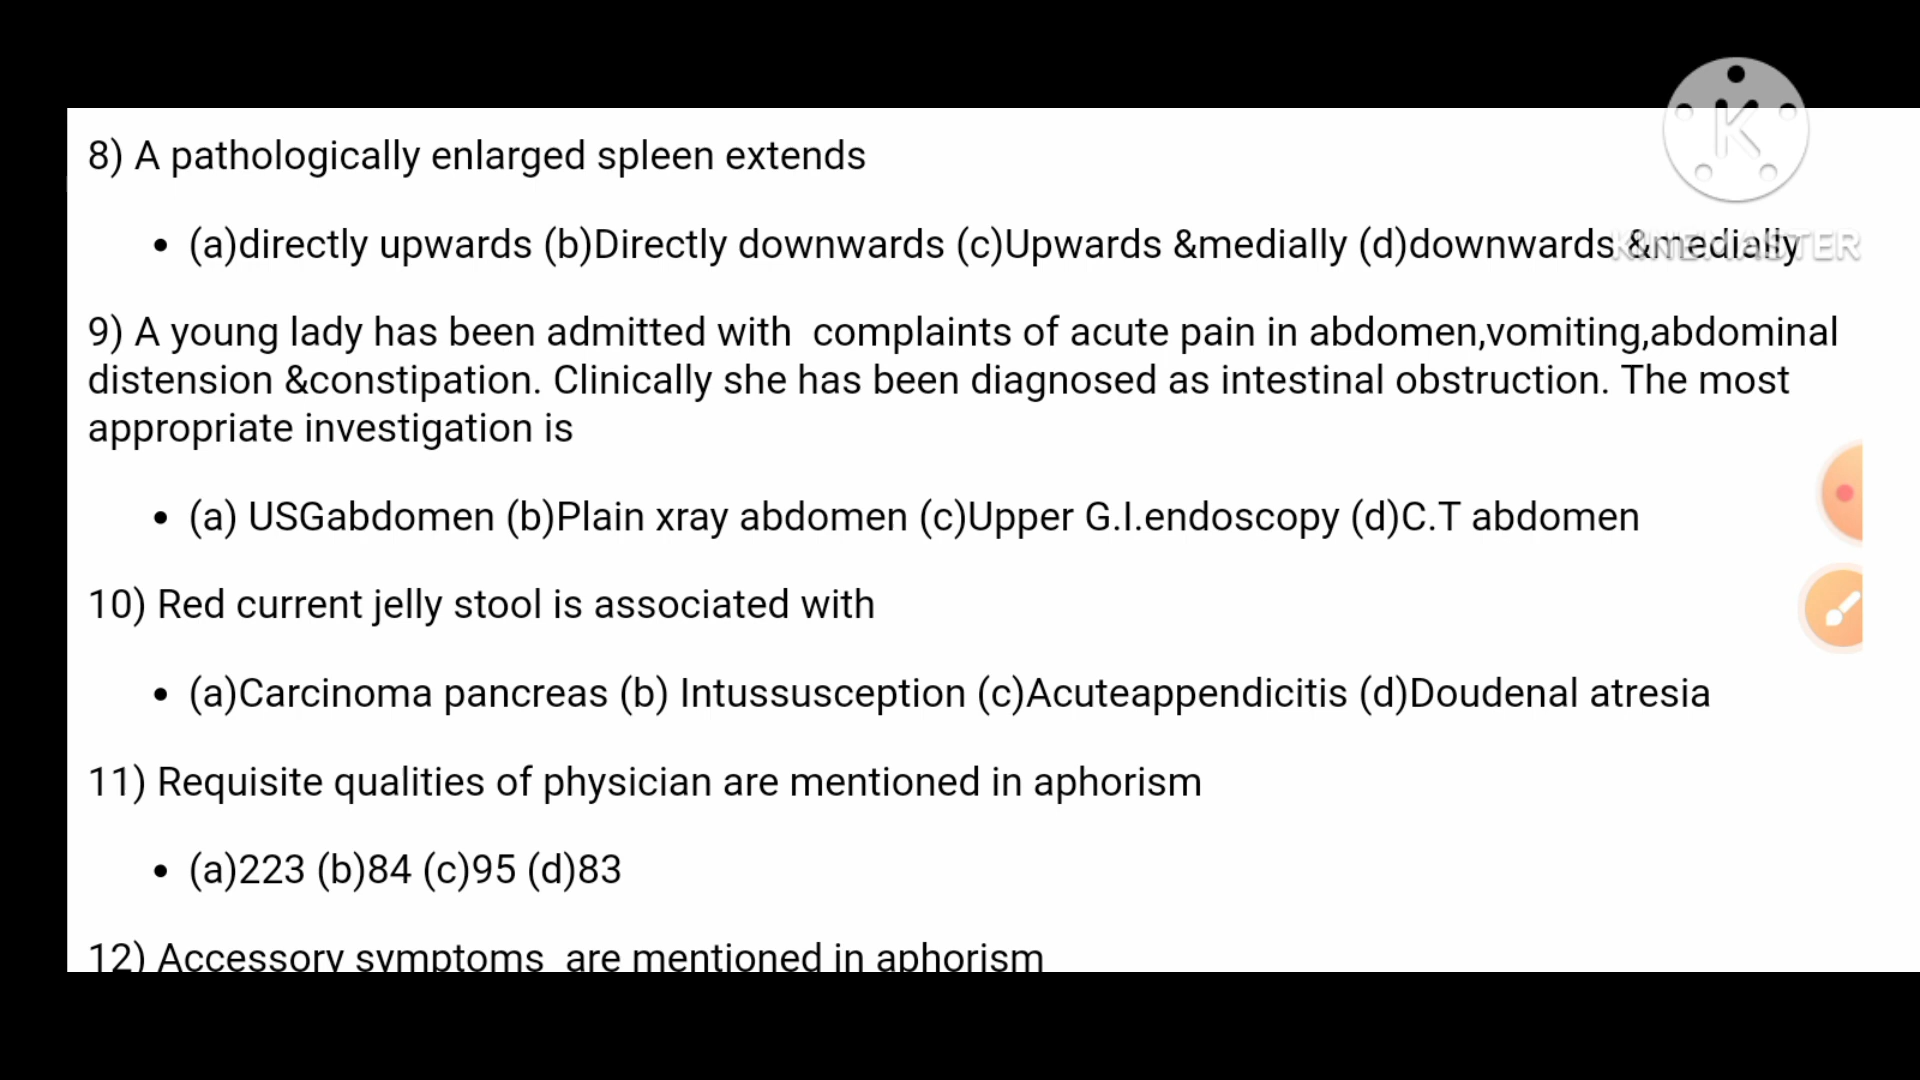 8) A pathologically enlarged spleen extends
• (a)directly upwards (b)Directly downwards (c)Upwards &medially (d)downwards &medially
KINEMASTER
9) A young lady has been admitted with  complaints of acute pain in abdomen,vomiting,abdominal
distension &constipation. Clinically she has been diagnosed as intestinal obstruction. The most
appropriate investigation is
• (a) USGabdomen (b)Plain xray abdomen (c)Upper G.I.endoscopy (d)C.T abdomen
10) Red current jelly stool is associated with
• (a)Carcinoma pancreas (b) Intussusception (c)Acuteappendicitis (d)Doudenal atresia
11) Requisite qualities of physician are mentioned in aphorism
• (a)223 (b)84 (c)95 (d)83
12) Accessory symptoms  are mentioned in aphorism